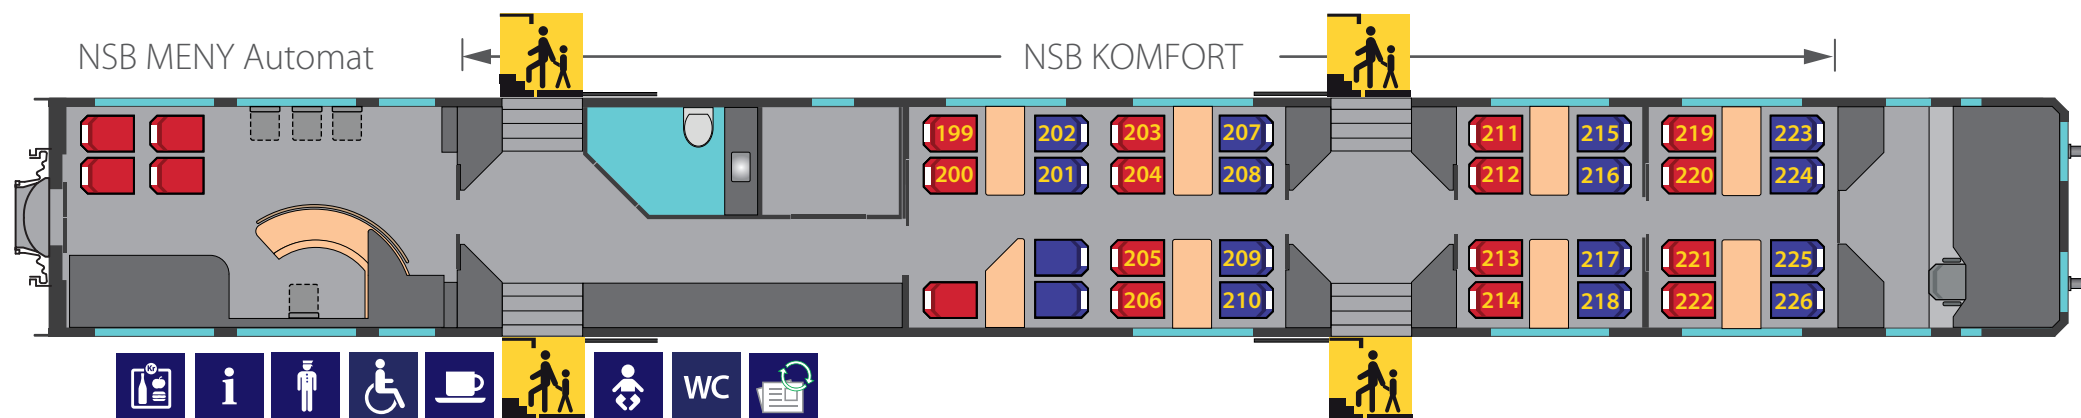 NSB MENY Automat NSB KOMFORT
199 202 203 207 211 215 219 223
200 201 204 208 212 216 220 224
205 209 213 217 221 225
206 210 214 218 222 226
Kr i WC